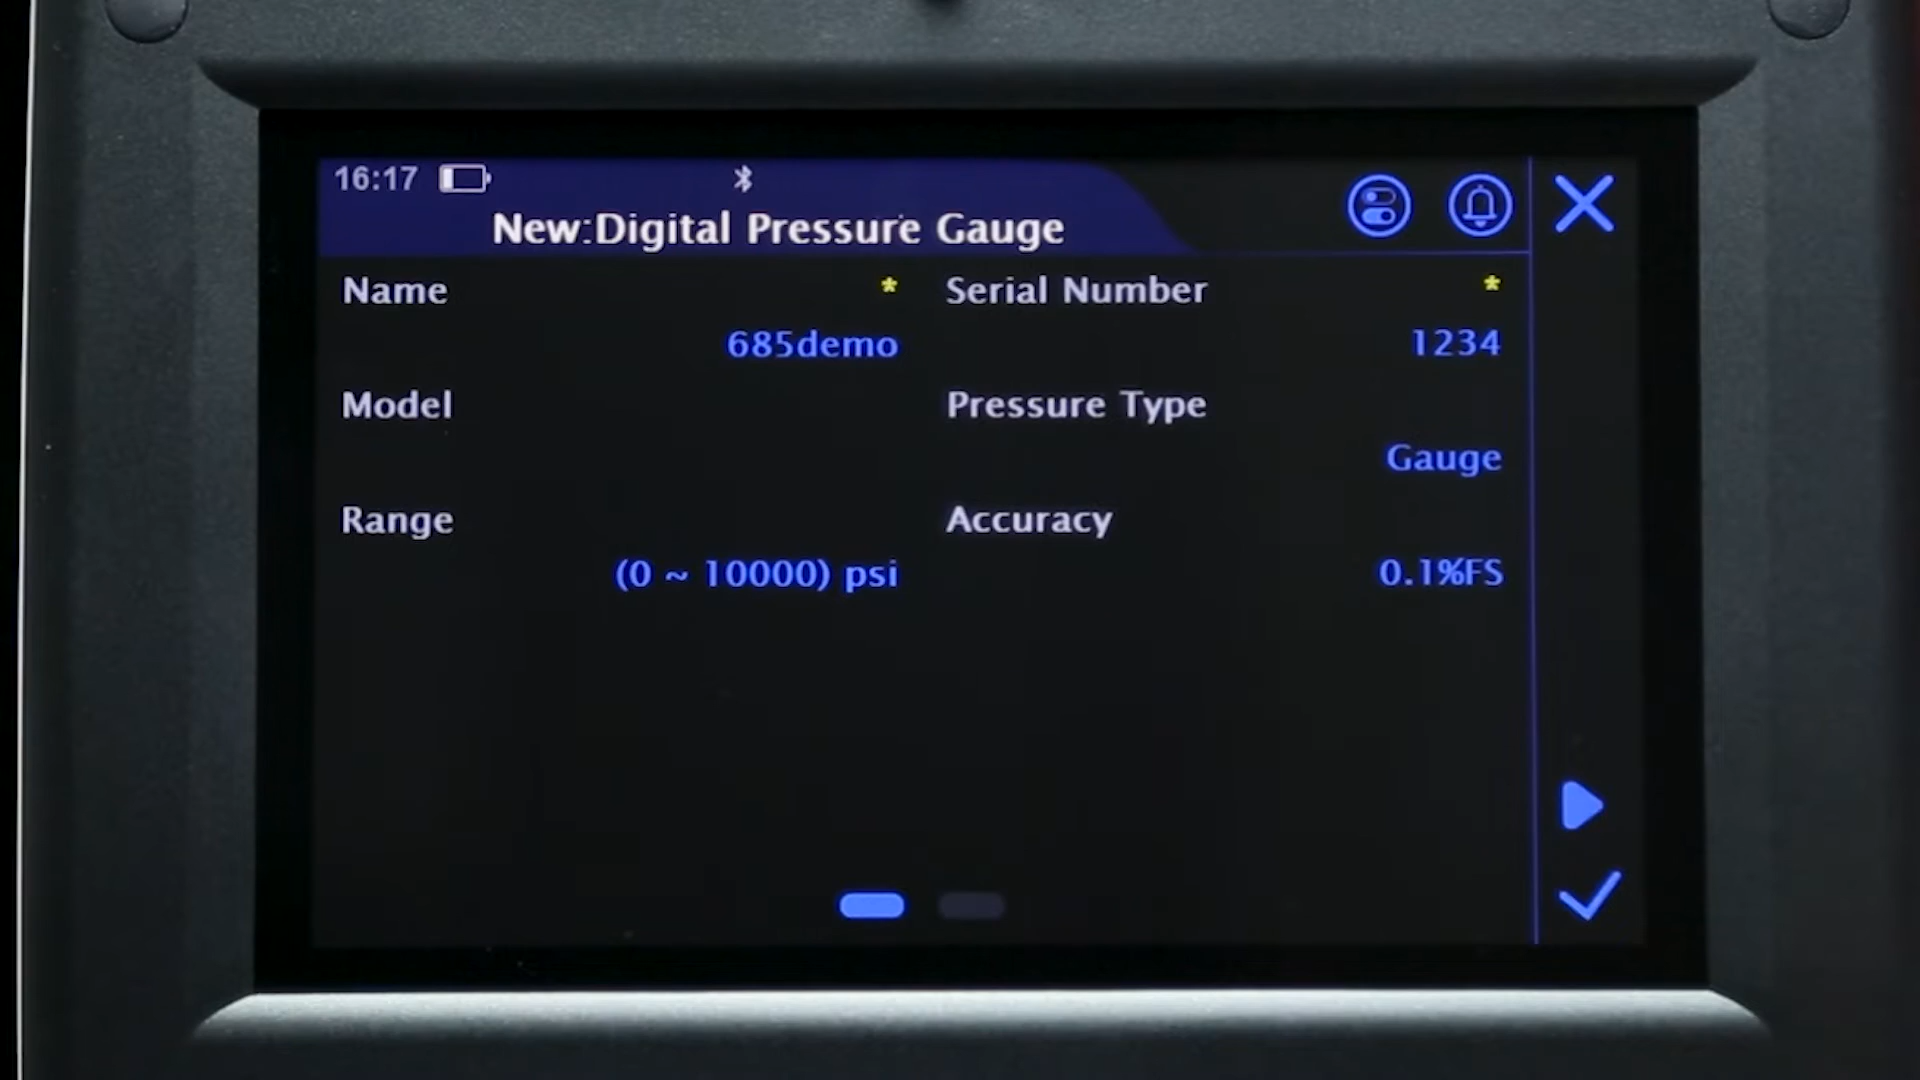 16:17
New:Digital Pressure Gauge
Name *
685demo
Serial Number *
1234
Model
Pressure Type
Gauge
Range
(0 ~ 10000) psi
Accuracy
0.1%FS